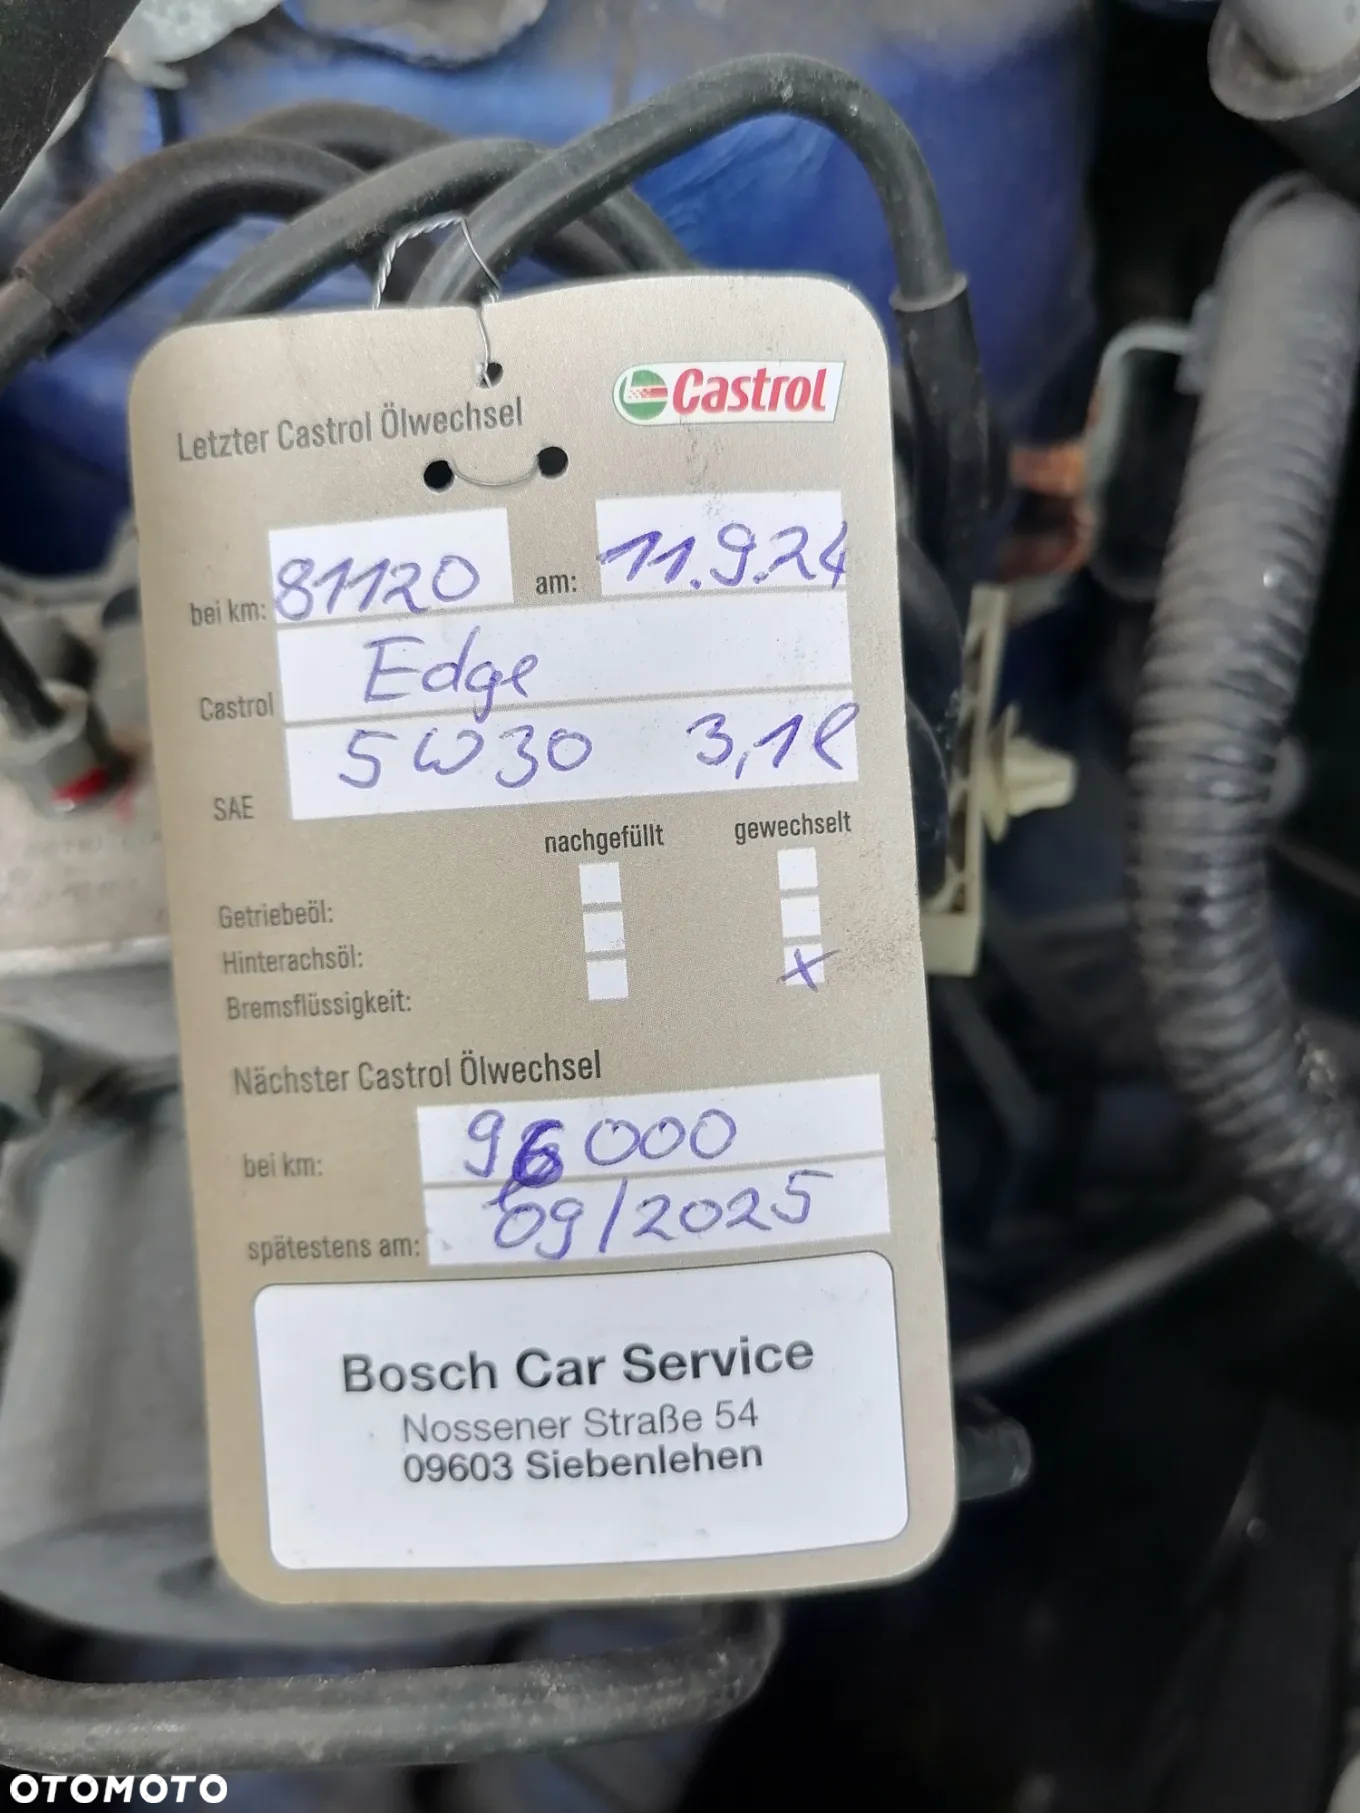 Castrol
Letzter Castrol Ölwechsel
bei km: 81120 am: 11.9.24
Castrol Edge
SAE 5W30 3,1l
nachgefüllt gewechselt
Getriebeöl:
Hinterachsöl:
Bremsflüssigkeit: x
Nächster Castrol Ölwechsel
bei km: 96000
spätestens am: 09/2025
Bosch Car Service
Nossener Straße 54
09603 Siebenlehen
OTOMOTO